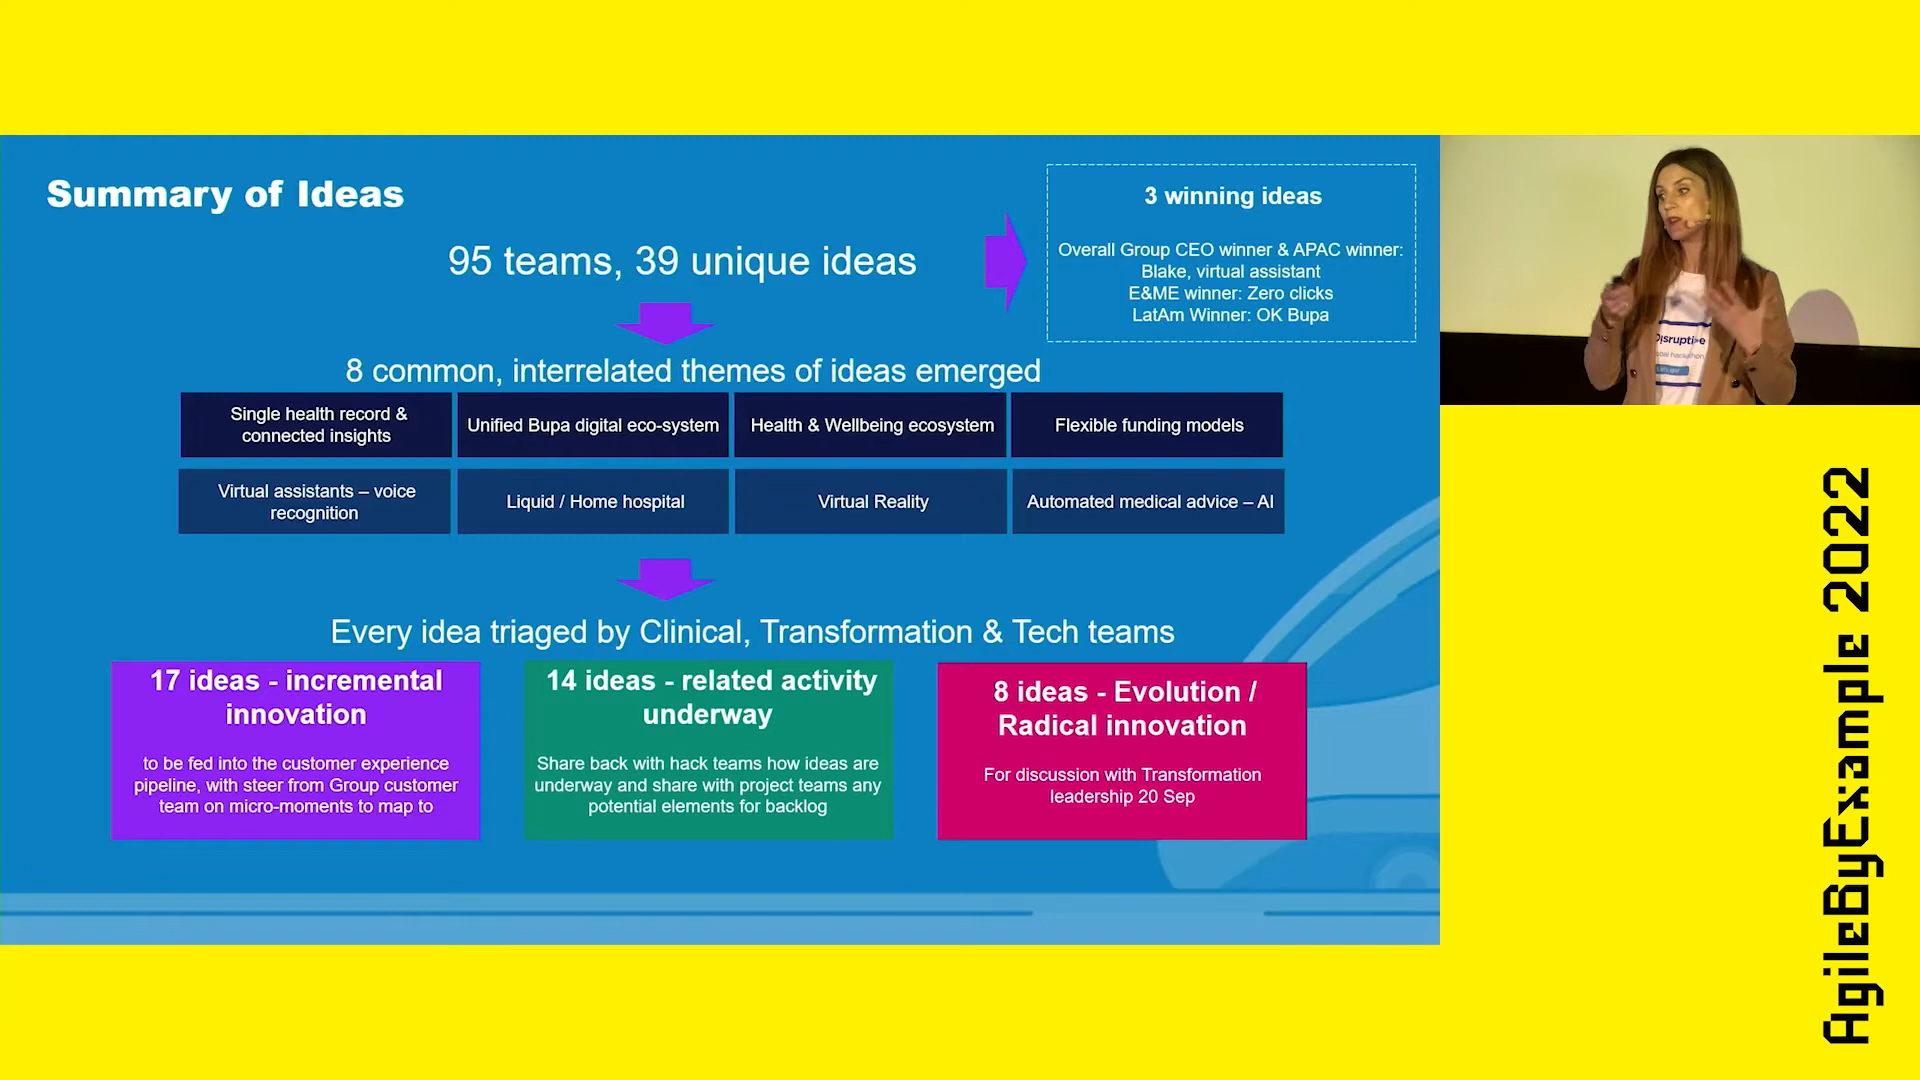 Summary of Ideas
95 teams, 39 unique ideas
3 winning ideas
Overall Group CEO winner & APAC winner:
Blake, virtual assistant
E&ME winner: Zero clicks
LatAm Winner: OK Bupa
8 common, interrelated themes of ideas emerged
Single health record &
connected insights
Unified Bupa digital eco-system
Health & Wellbeing ecosystem
Flexible funding models
Virtual assistants – voice
recognition
Liquid / Home hospital
Virtual Reality
Automated medical advice – AI
Every idea triaged by Clinical, Transformation & Tech teams
17 ideas - incremental
innovation
to be fed into the customer experience
pipeline, with steer from Group customer
team on micro-moments to map to
14 ideas - related activity
underway
Share back with hack teams how ideas are
underway and share with project teams any
potential elements for backlog
8 ideas - Evolution /
Radical innovation
For discussion with Transformation
leadership 20 Sep
hackathon
AgileByExample 2022